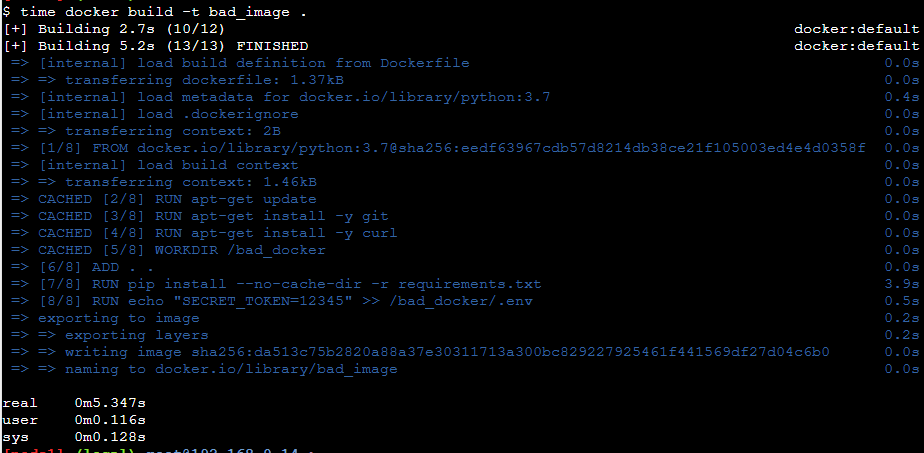 $ time docker build -t bad_image .
[+] Building 2.7s (10/12) docker:default
[+] Building 5.2s (13/13) FINISHED docker:default
=> [internal] load build definition from Dockerfile 0.0s
=> => transferring dockerfile: 1.37kB 0.0s
=> [internal] load metadata for docker.io/library/python:3.7 0.4s
=> [internal] load .dockerignore 0.0s
=> => transferring context: 2B 0.0s
=> [1/8] FROM docker.io/library/python:3.7@sha256:eedf63967cdb57d8214db38ce21f105003ed4e4d0358f 0.0s
=> [internal] load build context 0.0s
=> => transferring context: 1.46kB 0.0s
=> CACHED [2/8] RUN apt-get update 0.0s
=> CACHED [3/8] RUN apt-get install -y git 0.0s
=> CACHED [4/8] RUN apt-get install -y curl 0.0s
=> CACHED [5/8] WORKDIR /bad_docker 0.0s
=> [6/8] ADD . . 0.0s
=> [7/8] RUN pip install --no-cache-dir -r requirements.txt 3.9s
=> [8/8] RUN echo "SECRET_TOKEN=12345" >> /bad_docker/.env 0.5s
=> exporting to image 0.2s
=> => exporting layers 0.2s
=> => writing image sha256:da513c75b2820a88a37e30311713a300bc829227925461f441569df27d04c6b0 0.0s
=> => naming to docker.io/library/bad_image 0.0s
real 0m5.347s
user 0m0.116s
sys 0m0.128s